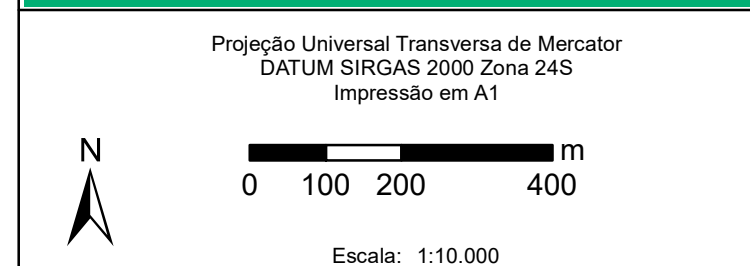 Projeção Universal Transversa de Mercator
DATUM SIRGAS 2000 Zona 24S
Impressão em A1
N
m
0 100 200 400
Escala: 1:10.000